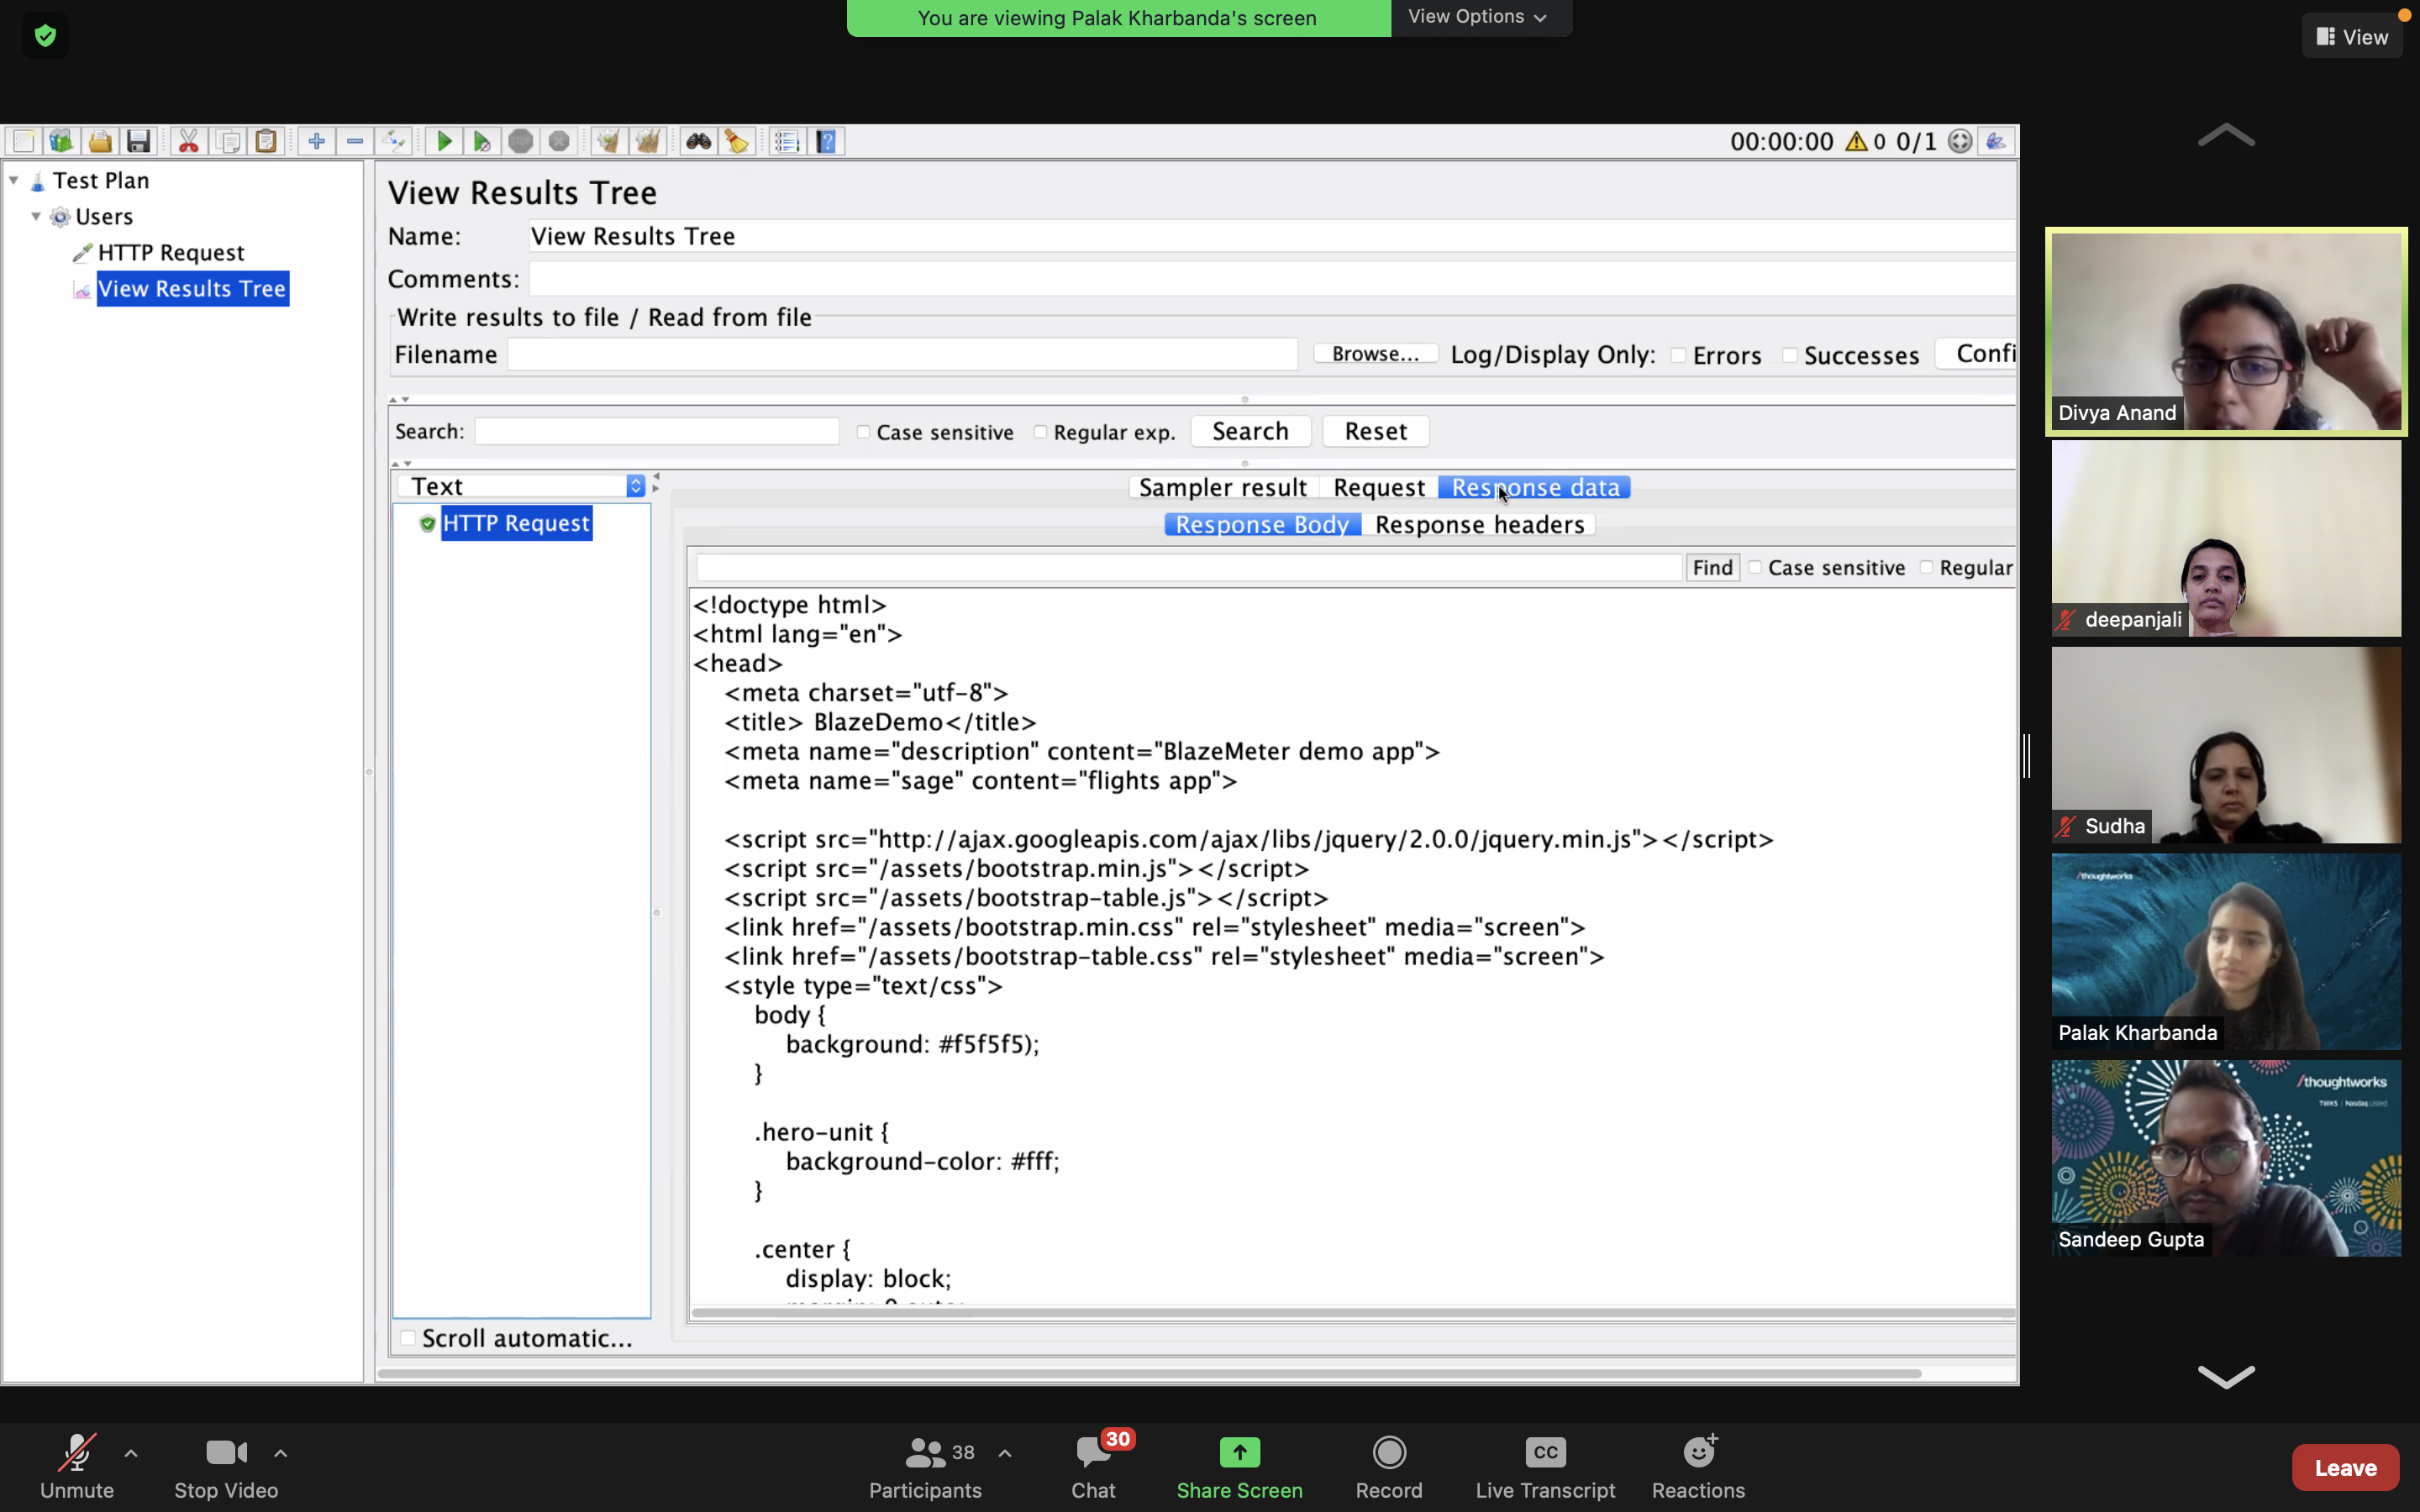 You are viewing Palak Kharbanda's screen
View Options
View
00:00:00
0
0/1
Test Plan
Users
HTTP Request
View Results Tree
View Results Tree
Name:
View Results Tree
Comments:
Write results to file / Read from file
Filename
Browse...
Log/Display Only:
Errors
Successes
Confi
Search:
Case sensitive
Regular exp.
Search
Reset
Text
HTTP Request
Scroll automatic...
Sampler result
Request
Response data
Response Body
Response headers
Find
Case sensitive
Regular
<!doctype html>
<html lang="en">
<head>
<meta charset="utf-8">
<title> BlazeDemo</title>
<meta name="description" content="BlazeMeter demo app">
<meta name="sage" content="flights app">
<script src="http://ajax.googleapis.com/ajax/libs/jquery/2.0.0/jquery.min.js"></script>
<script src="/assets/bootstrap.min.js"></script>
<script src="/assets/bootstrap-table.js"></script>
<link href="/assets/bootstrap.min.css" rel="stylesheet" media="screen">
<link href="/assets/bootstrap-table.css" rel="stylesheet" media="screen">
<style type="text/css">
body {
background: #f5f5f5);
}
.hero-unit {
background-color: #fff;
}
.center {
display: block;
Divya Anand
deepanjali
Sudha
/thoughtworks
Palak Kharbanda
/thoughtworks
TWKS | Nasdaq Listed
Sandeep Gupta
Unmute
Stop Video
38
Participants
30
Chat
Share Screen
Record
CC
Live Transcript
Reactions
Leave